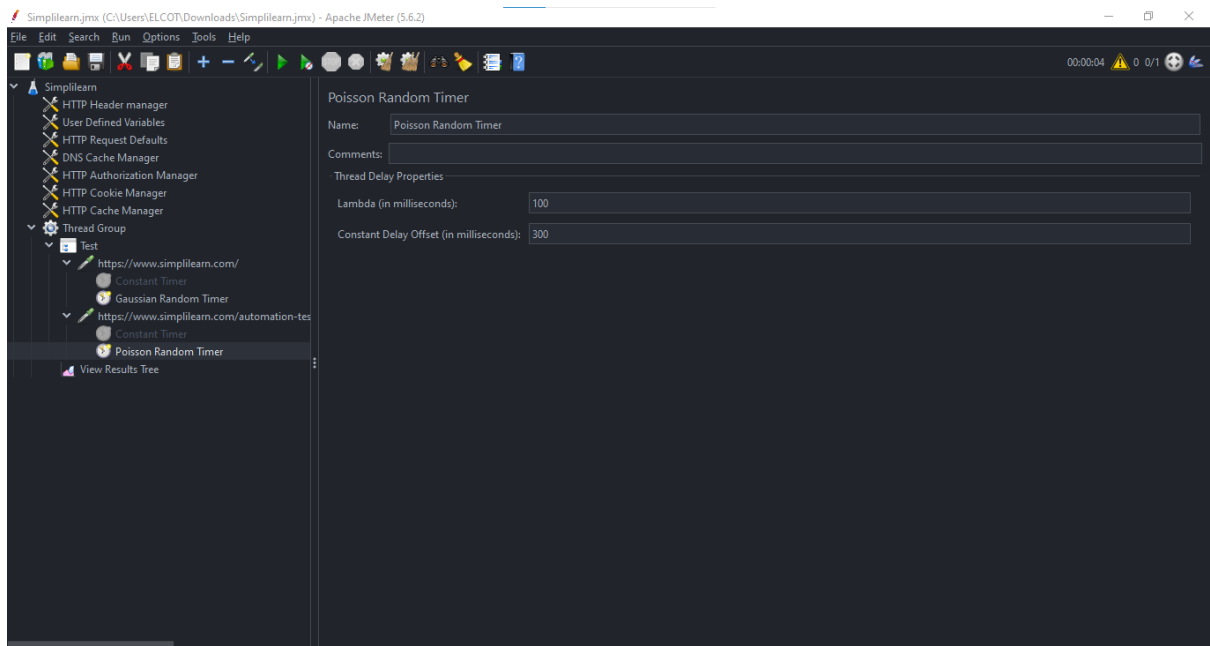 Simplilearn.jmx (C:\Users\ELCOT\Downloads\Simplilearn.jmx) - Apache JMeter (5.6.2)
File Edit Search Run Options Tools Help
00:00:04 0 0/1
Simplilearn
HTTP Header manager
User Defined Variables
HTTP Request Defaults
DNS Cache Manager
HTTP Authorization Manager
HTTP Cookie Manager
HTTP Cache Manager
Thread Group
Test
https://www.simplilearn.com/
Constant Timer
Gaussian Random Timer
https://www.simplilearn.com/automation-tes
Constant Timer
Poisson Random Timer
View Results Tree
Poisson Random Timer
Name: Poisson Random Timer
Comments:
Thread Delay Properties
Lambda (in milliseconds): 100
Constant Delay Offset (in milliseconds): 300